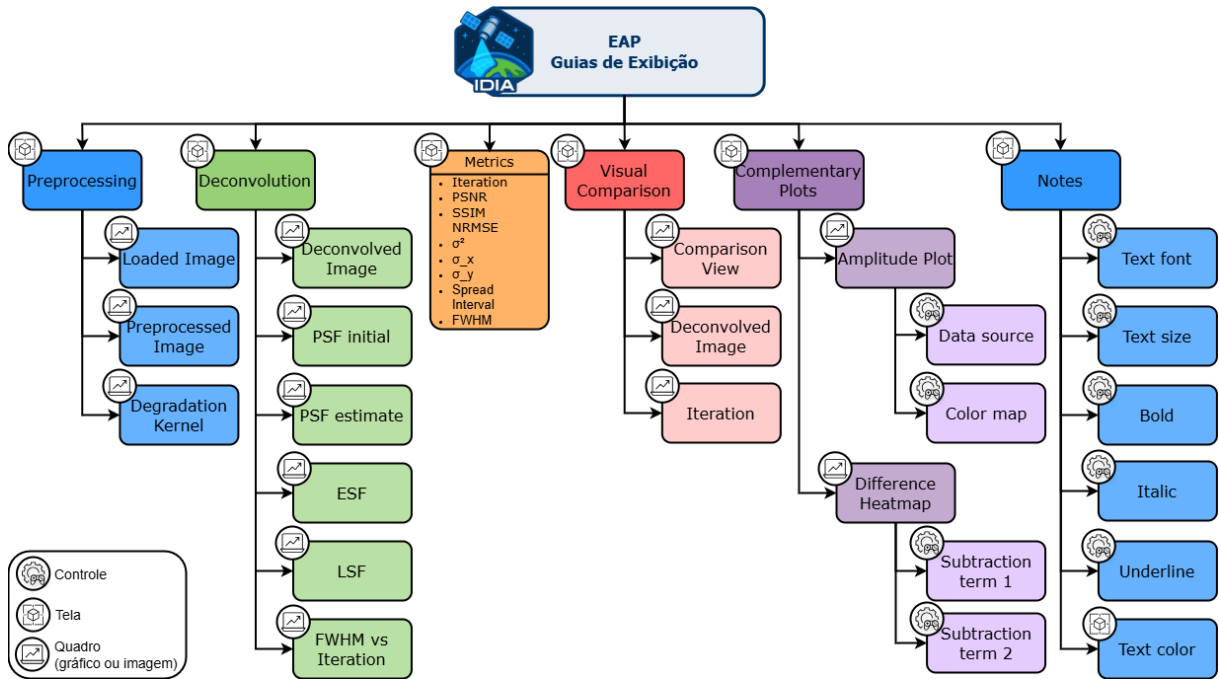 EAP
Guias de Exibição
IDIA
Preprocessing
Loaded Image
Preprocessed
Image
Degradation
Kernel
Deconvolution
Deconvolved
Image
PSF initial
PSF estimate
ESF
LSF
FWHM vs
Iteration
Metrics
• Iteration
• PSNR
• SSIM
NRMSE
• σ²
• σ_x
• σ_y
• Spread
Interval
• FWHM
Visual
Comparison
Comparison
View
Deconvolved
Image
Iteration
Complementary
Plots
Amplitude Plot
Data source
Color map
Difference
Heatmap
Subtraction
term 1
Subtraction
term 2
Notes
Text font
Text size
Bold
Italic
Underline
Text color
Controle
Tela
Quadro
(gráfico ou imagem)